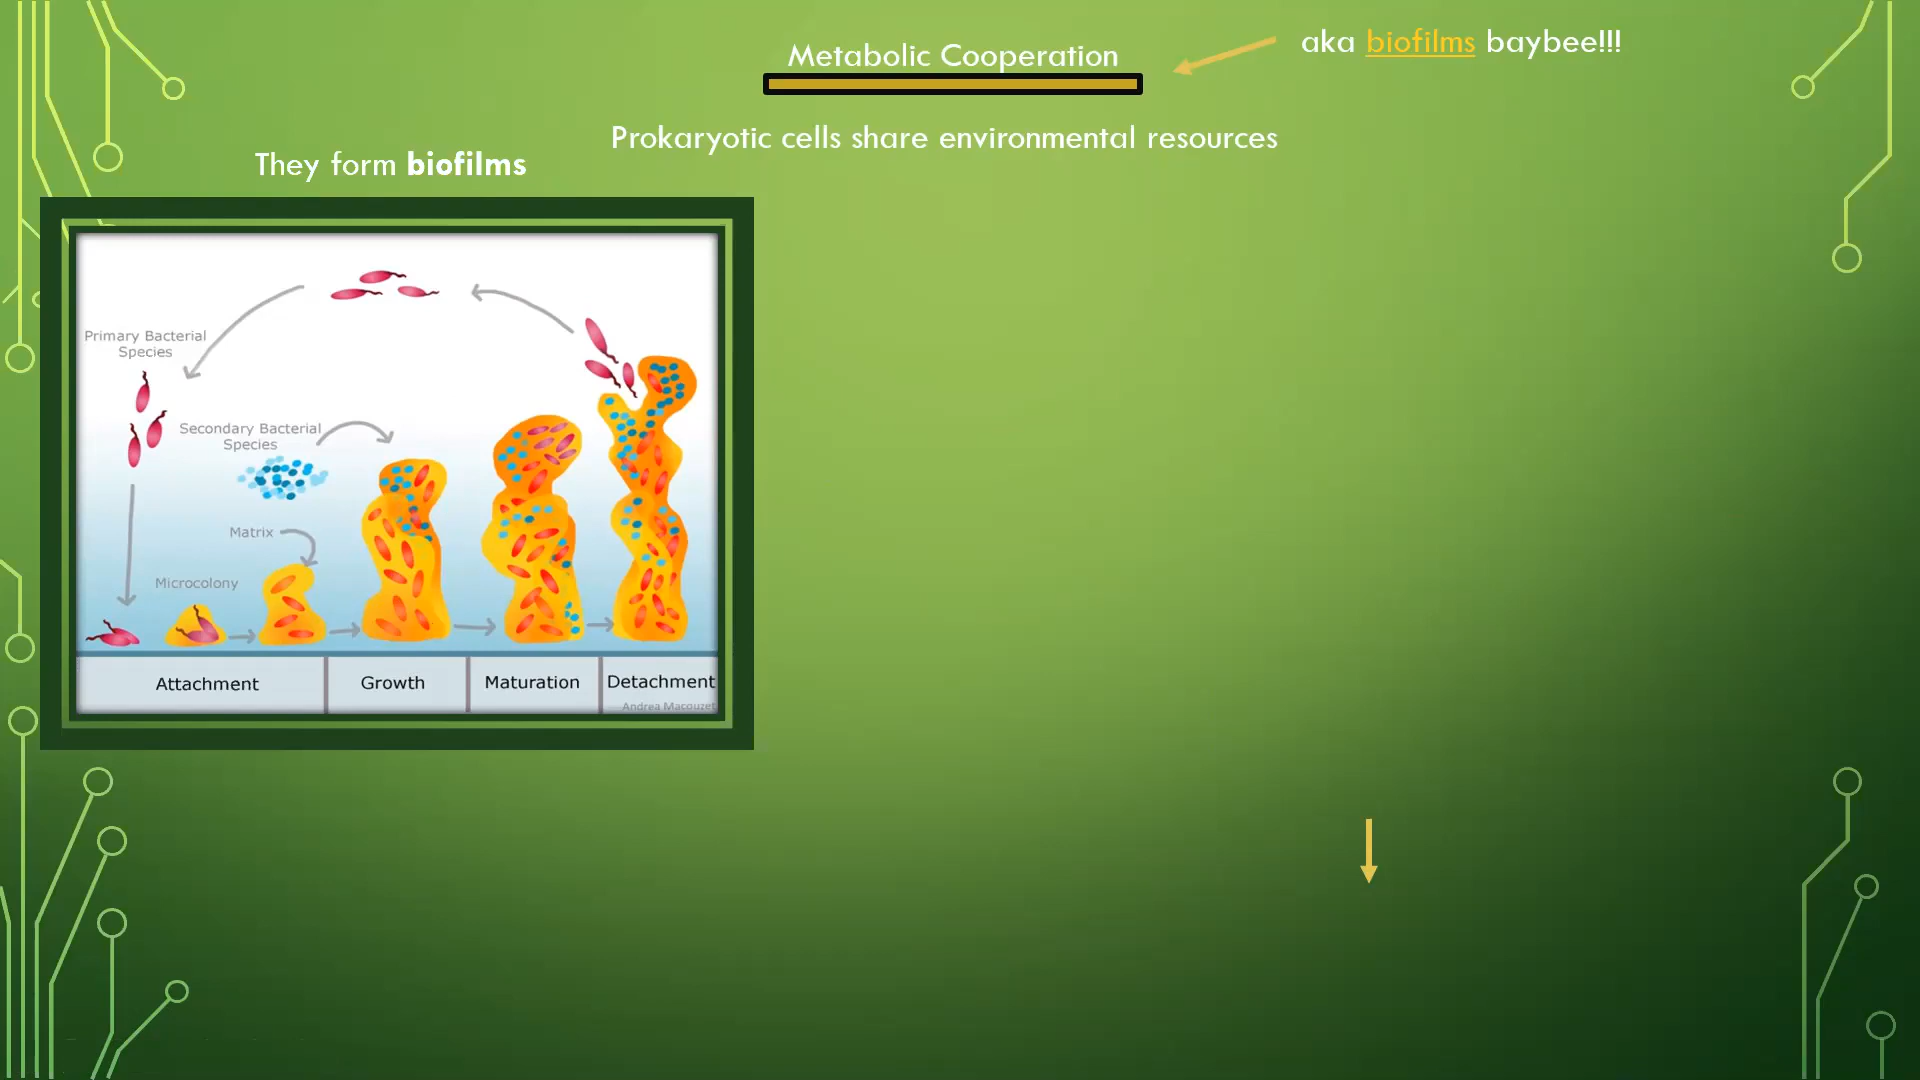 Metabolic Cooperation
aka biofilms baybee!!!
Prokaryotic cells share environmental resources
They form biofilms
Primary Bacterial
Species
Secondary Bacterial
Species
Matrix
Microcolony
Attachment
Growth
Maturation
Detachment
Andrea Macouzet